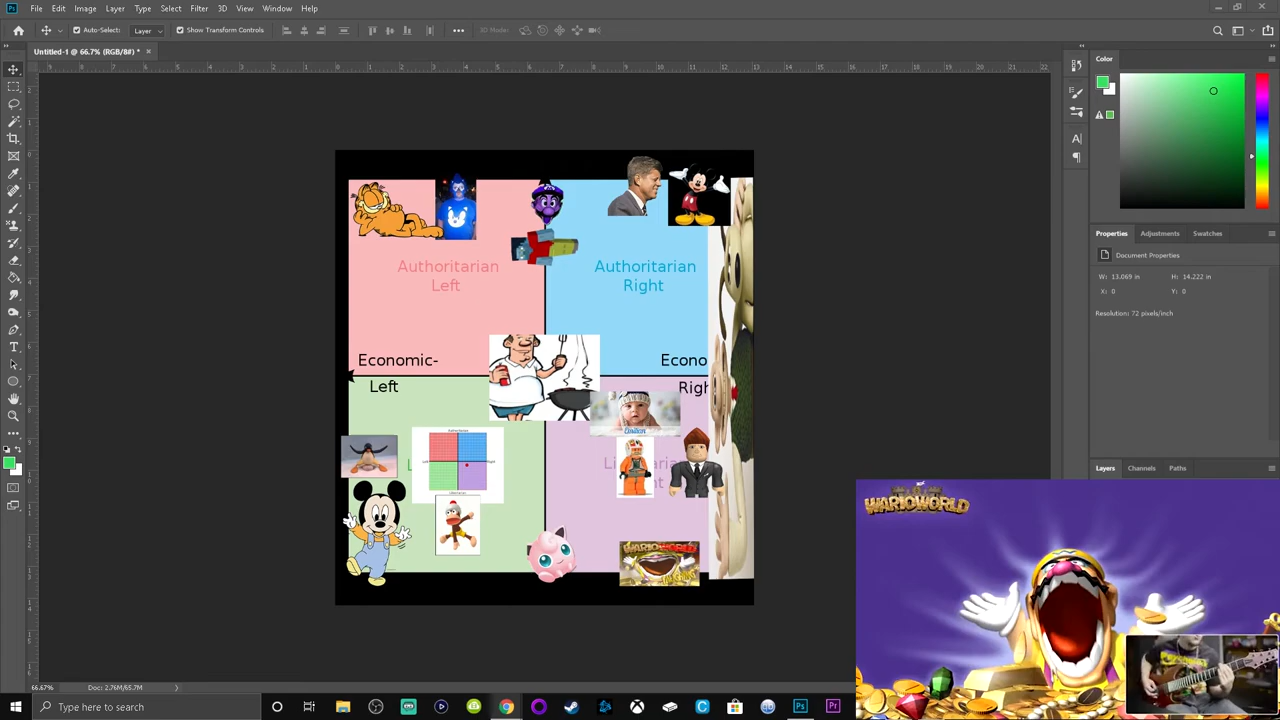 File Edit Image Layer Type Select Filter 3D View Window Help
Auto-Select: Layer Show Transform Controls 3D Mode:
Untitled-1 @ 66.7% (RGB/8#) *
Color
Authoritarian
Left
Authoritarian
Right
Properties Adjustments Swatches
Document Properties
W: 13.069 in H: 14.222 in
X: 0 Y: 0
Resolution: 72 pixels/inch
Economic-
Left
Econo
Righ
Layers Channels Paths
WARIOWORLD
WARIOWORLD
66.67% Doc: 2.76M/65.7M
Type here to search